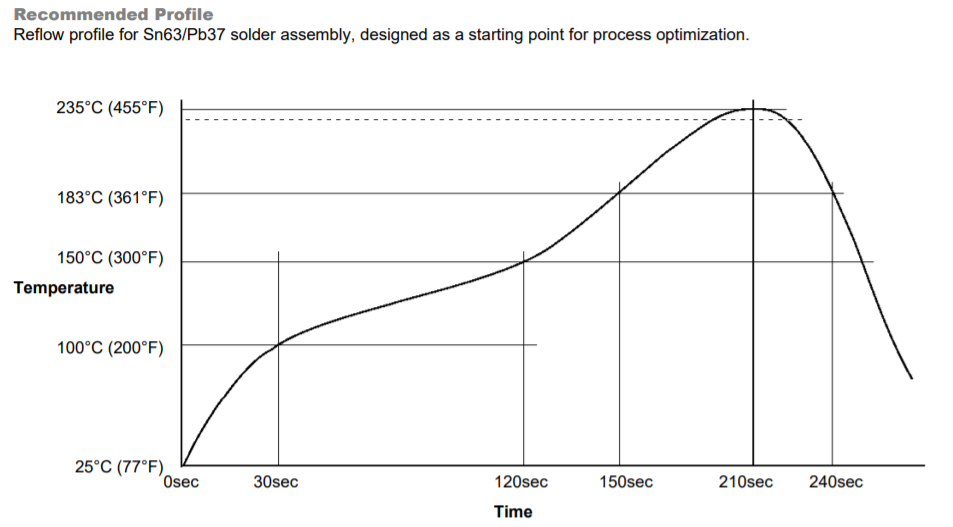 Recommended Profile
Reflow profile for Sn63/Pb37 solder assembly, designed as a starting point for process optimization.
235°C (455°F)
183°C (361°F)
150°C (300°F)
Temperature
100°C (200°F)
25°C (77°F)
0sec 30sec 120sec 150sec 210sec 240sec
Time